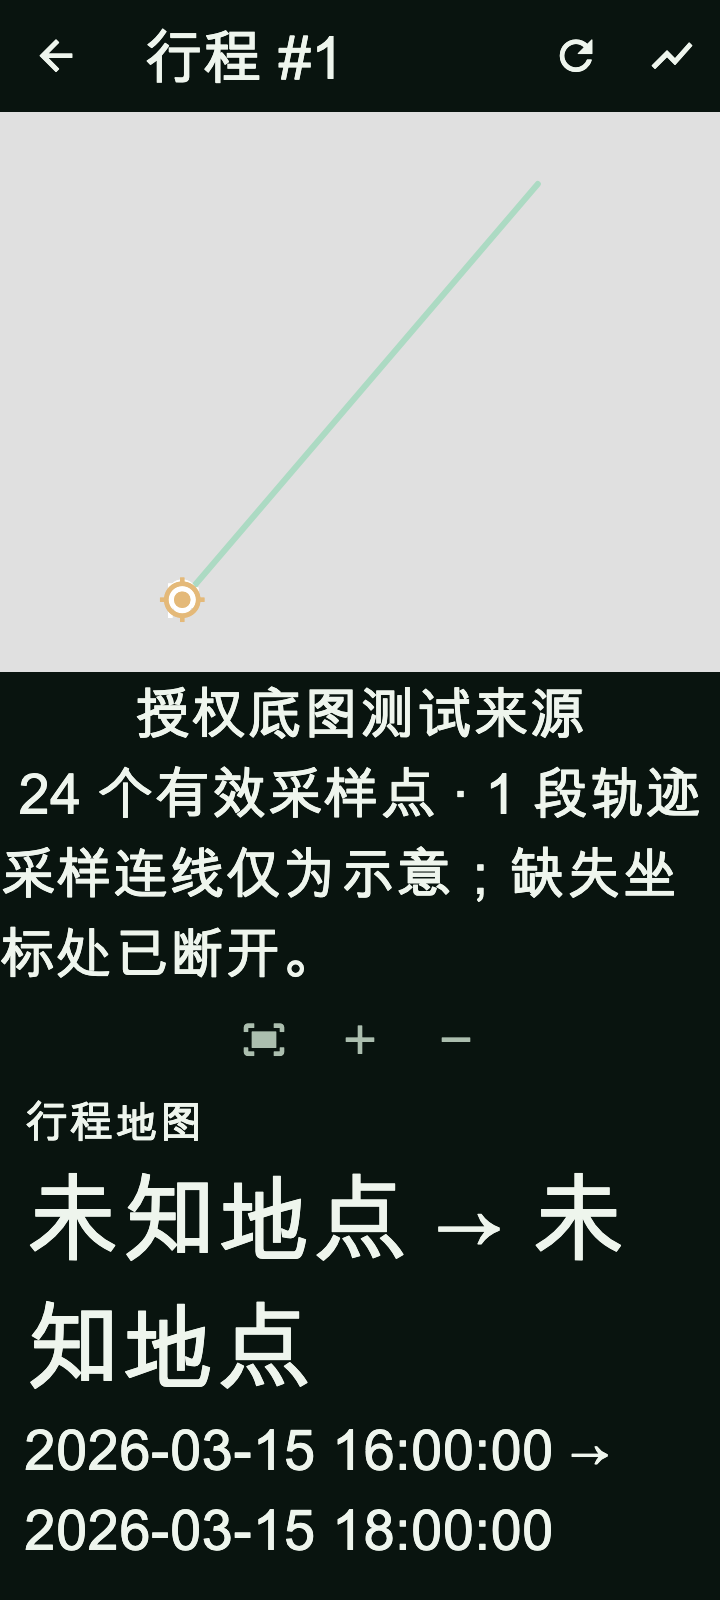 行程 #1
授权底图测试来源
24 个有效采样点 · 1 段轨迹
采样连线仅为示意；缺失坐
标处已断开。
行程地图
未知地点 → 未
知地点
2026-03-15 16:00:00 →
2026-03-15 18:00:00